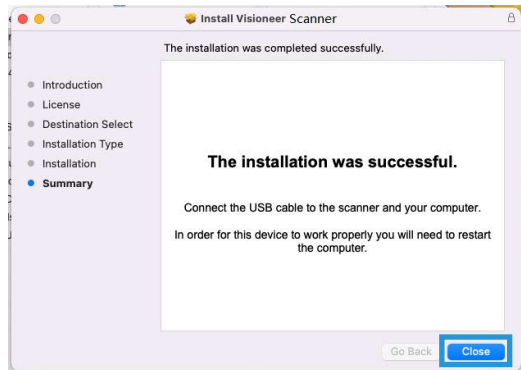 Install Visioneer Scanner
The installation was completed successfully.
Introduction
License
Destination Select
Installation Type
Installation
Summary
The installation was successful.
Connect the USB cable to the scanner and your computer.
In order for this device to work properly you will need to restart
the computer.
Go Back
Close